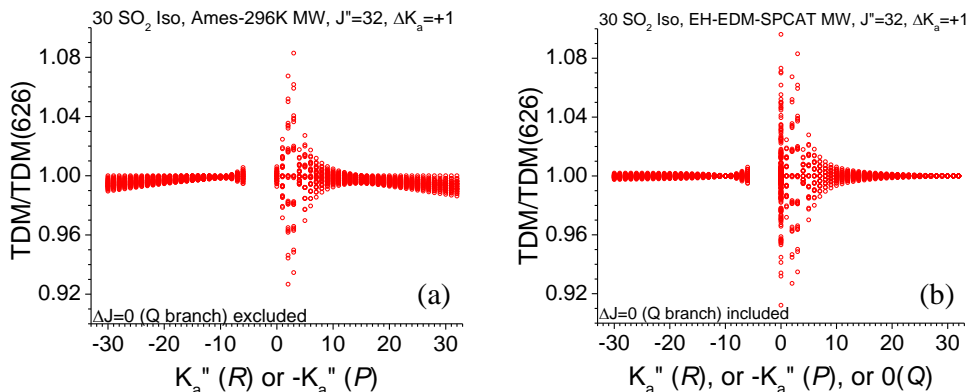 30 SO2 Iso, Ames-296K MW, J"=32, ΔKa=+1
1.08
1.04
1.00
0.96
0.92
TDM/TDM(626)
(a)
ΔJ=0 (Q branch) excluded
-30 -20 -10 0 10 20 30
Ka" (R) or -Ka" (P)
30 SO2 Iso, EH-EDM-SPCAT MW, J"=32, ΔKa=+1
1.08
1.04
1.00
0.96
0.92
TDM/TDM(626)
(b)
ΔJ=0 (Q branch) included
-30 -20 -10 0 10 20 30
Ka" (R), or -Ka" (P), or 0(Q)